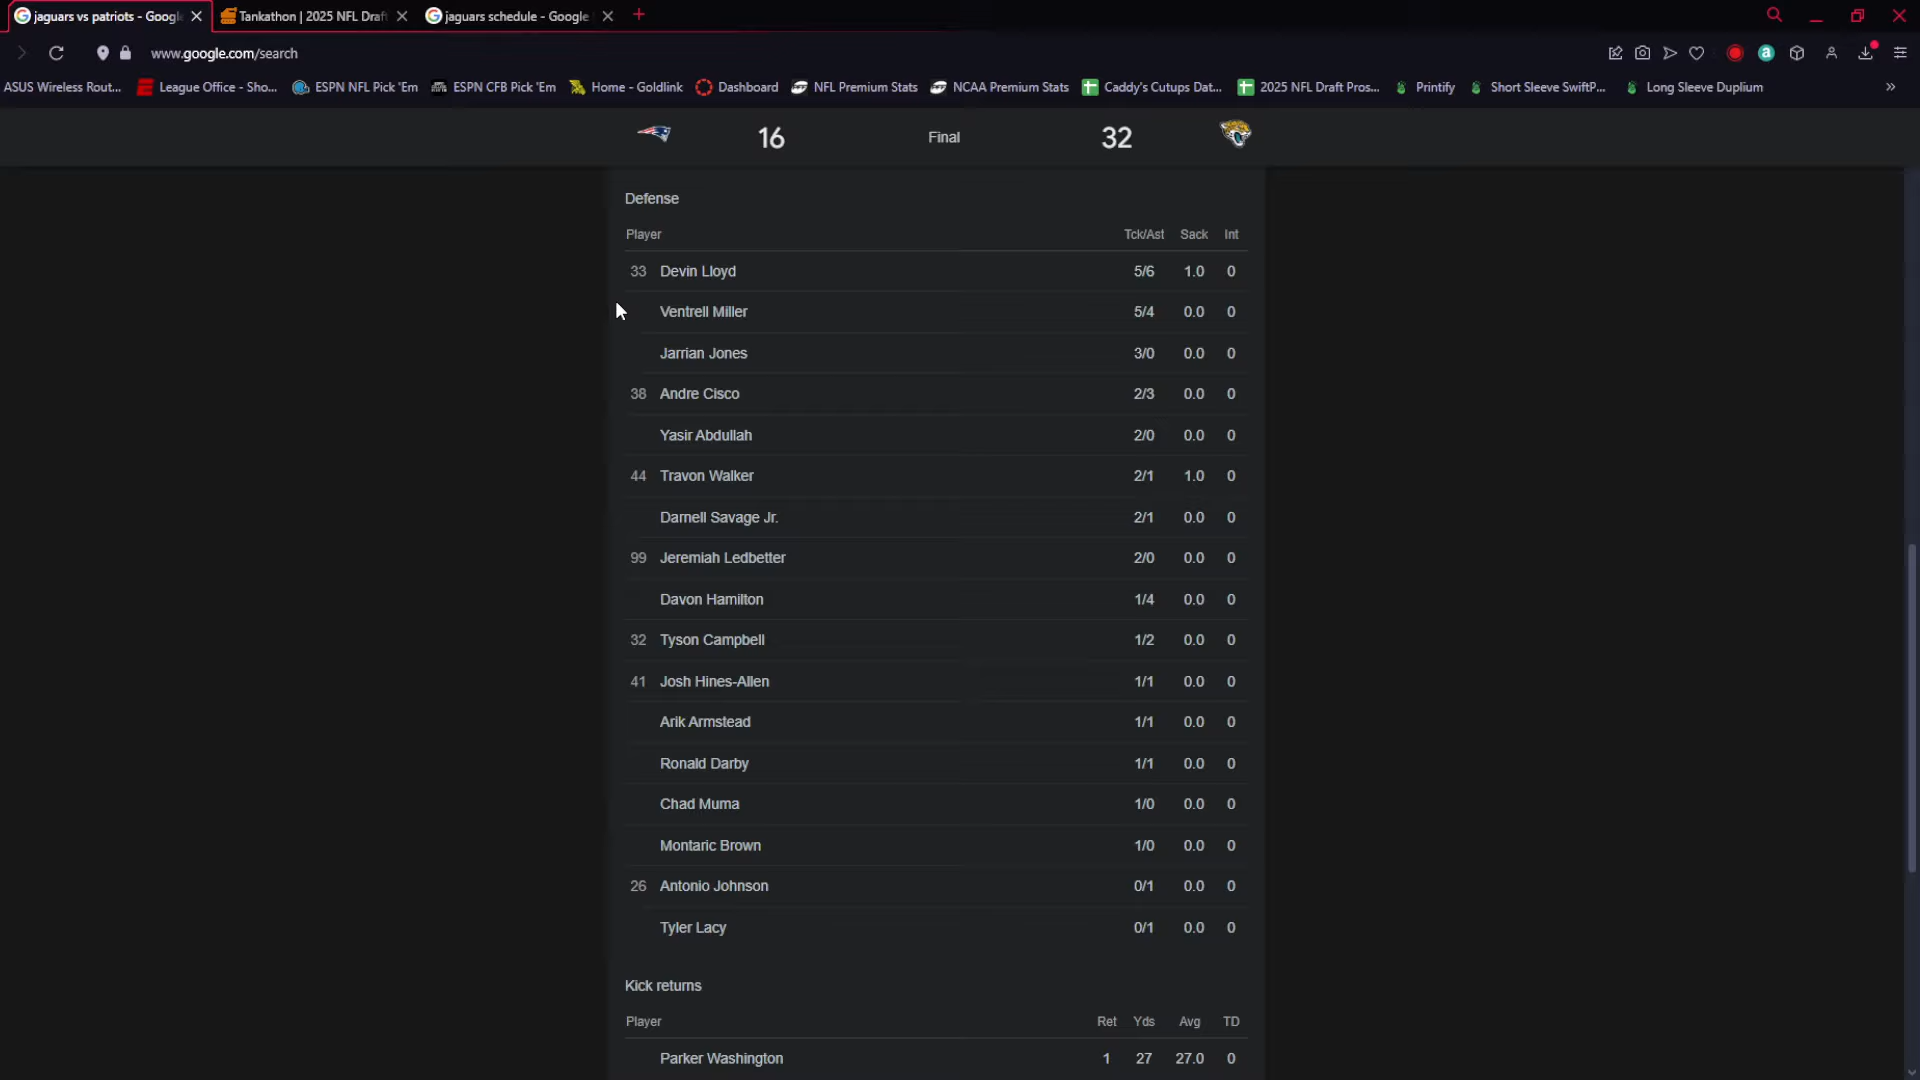 jaguars vs patriots - Googl
Tankathon | 2025 NFL Draf
jaguars schedule - Google
www.google.com/search
ASUS Wireless Rout...
League Office - Sho...
ESPN NFL Pick 'Em
ESPN CFB Pick 'Em
Home - Goldlink
Dashboard
NFL Premium Stats
NCAA Premium Stats
Caddy's Cutups Dat...
2025 NFL Draft Pros...
Printify
Short Sleeve SwiftP...
Long Sleeve Duplium
16 Final 32
Defense
Player Tck/Ast Sack Int
33 Devin Lloyd 5/6 1.0 0
Ventrell Miller 5/4 0.0 0
Jarrian Jones 3/0 0.0 0
38 Andre Cisco 2/3 0.0 0
Yasir Abdullah 2/0 0.0 0
44 Travon Walker 2/1 1.0 0
Darnell Savage Jr. 2/1 0.0 0
99 Jeremiah Ledbetter 2/0 0.0 0
Davon Hamilton 1/4 0.0 0
32 Tyson Campbell 1/2 0.0 0
41 Josh Hines-Allen 1/1 0.0 0
Arik Armstead 1/1 0.0 0
Ronald Darby 1/1 0.0 0
Chad Muma 1/0 0.0 0
Montaric Brown 1/0 0.0 0
26 Antonio Johnson 0/1 0.0 0
Tyler Lacy 0/1 0.0 0
Kick returns
Player Ret Yds Avg TD
Parker Washington 1 27 27.0 0